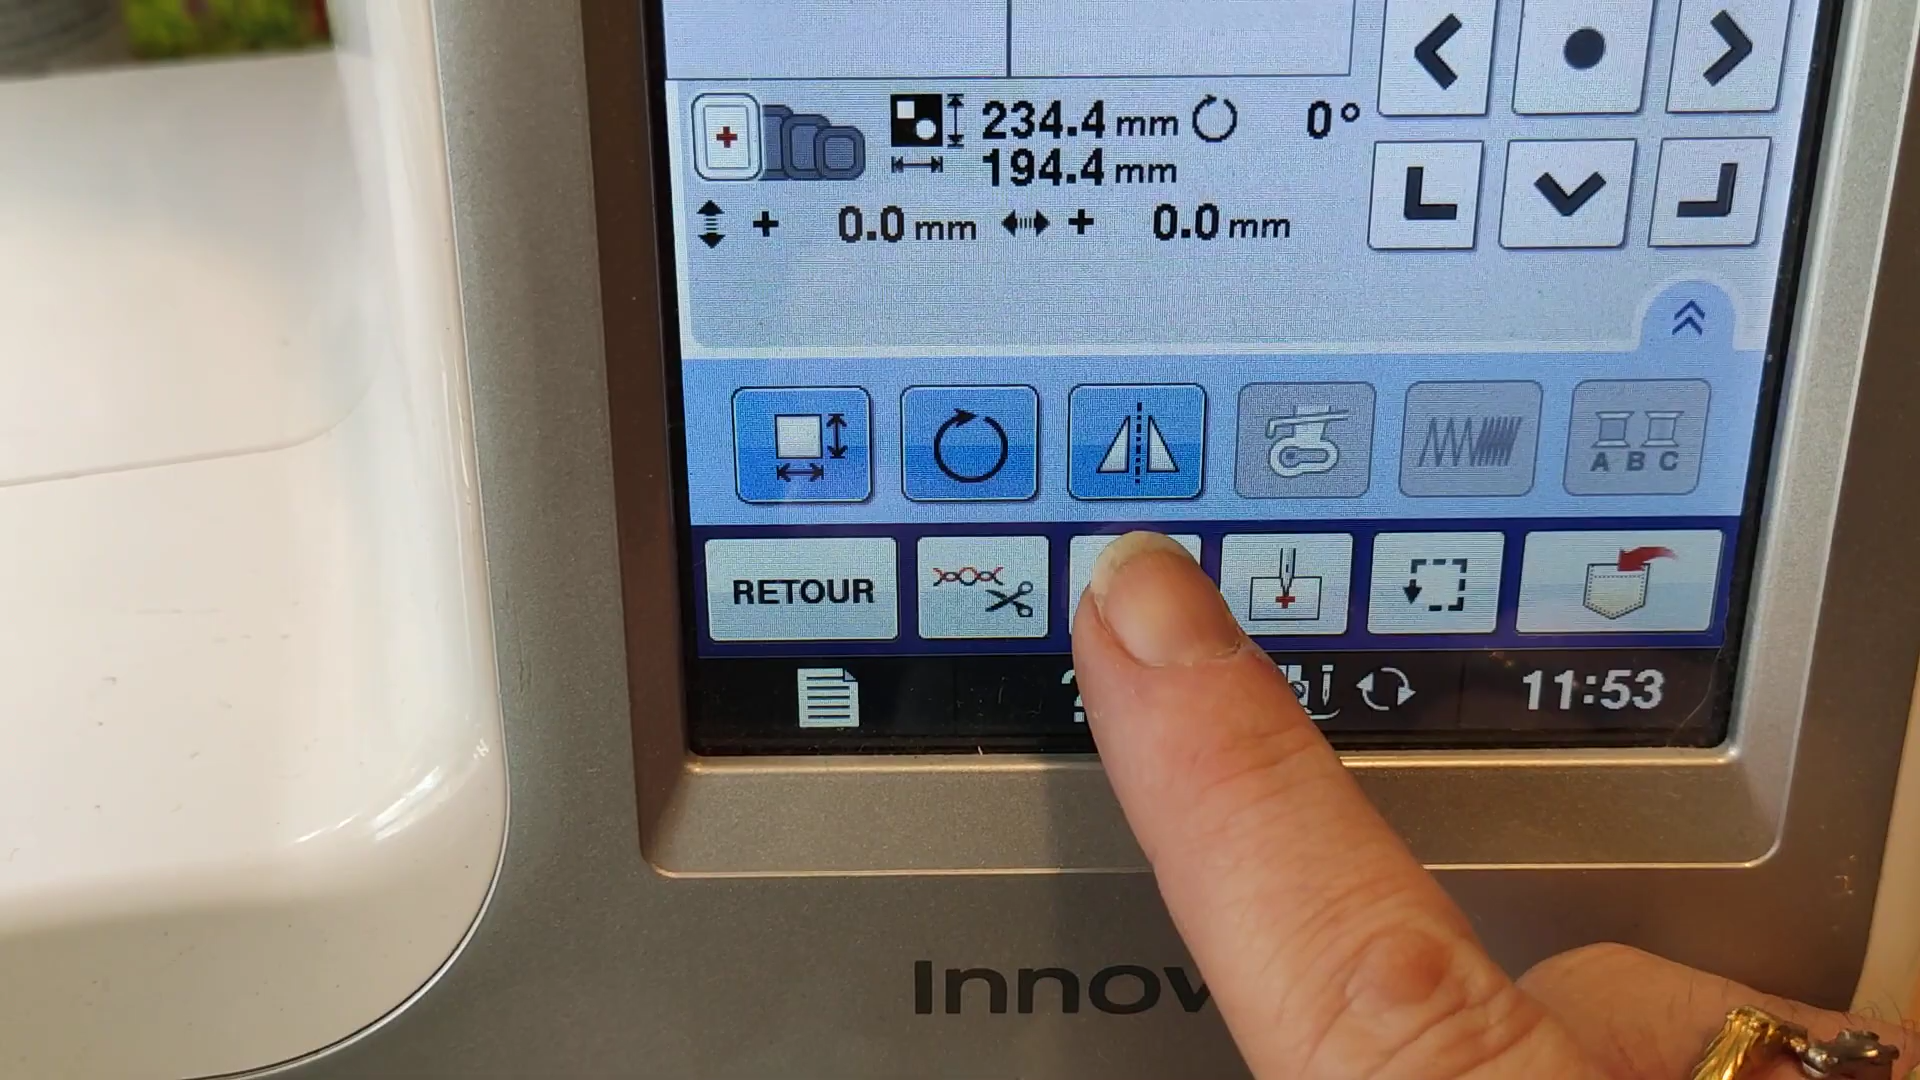 234.4 mm 0°
194.4 mm
+ 0.0 mm + 0.0 mm
A B C
RETOUR
? 11:53
Innov